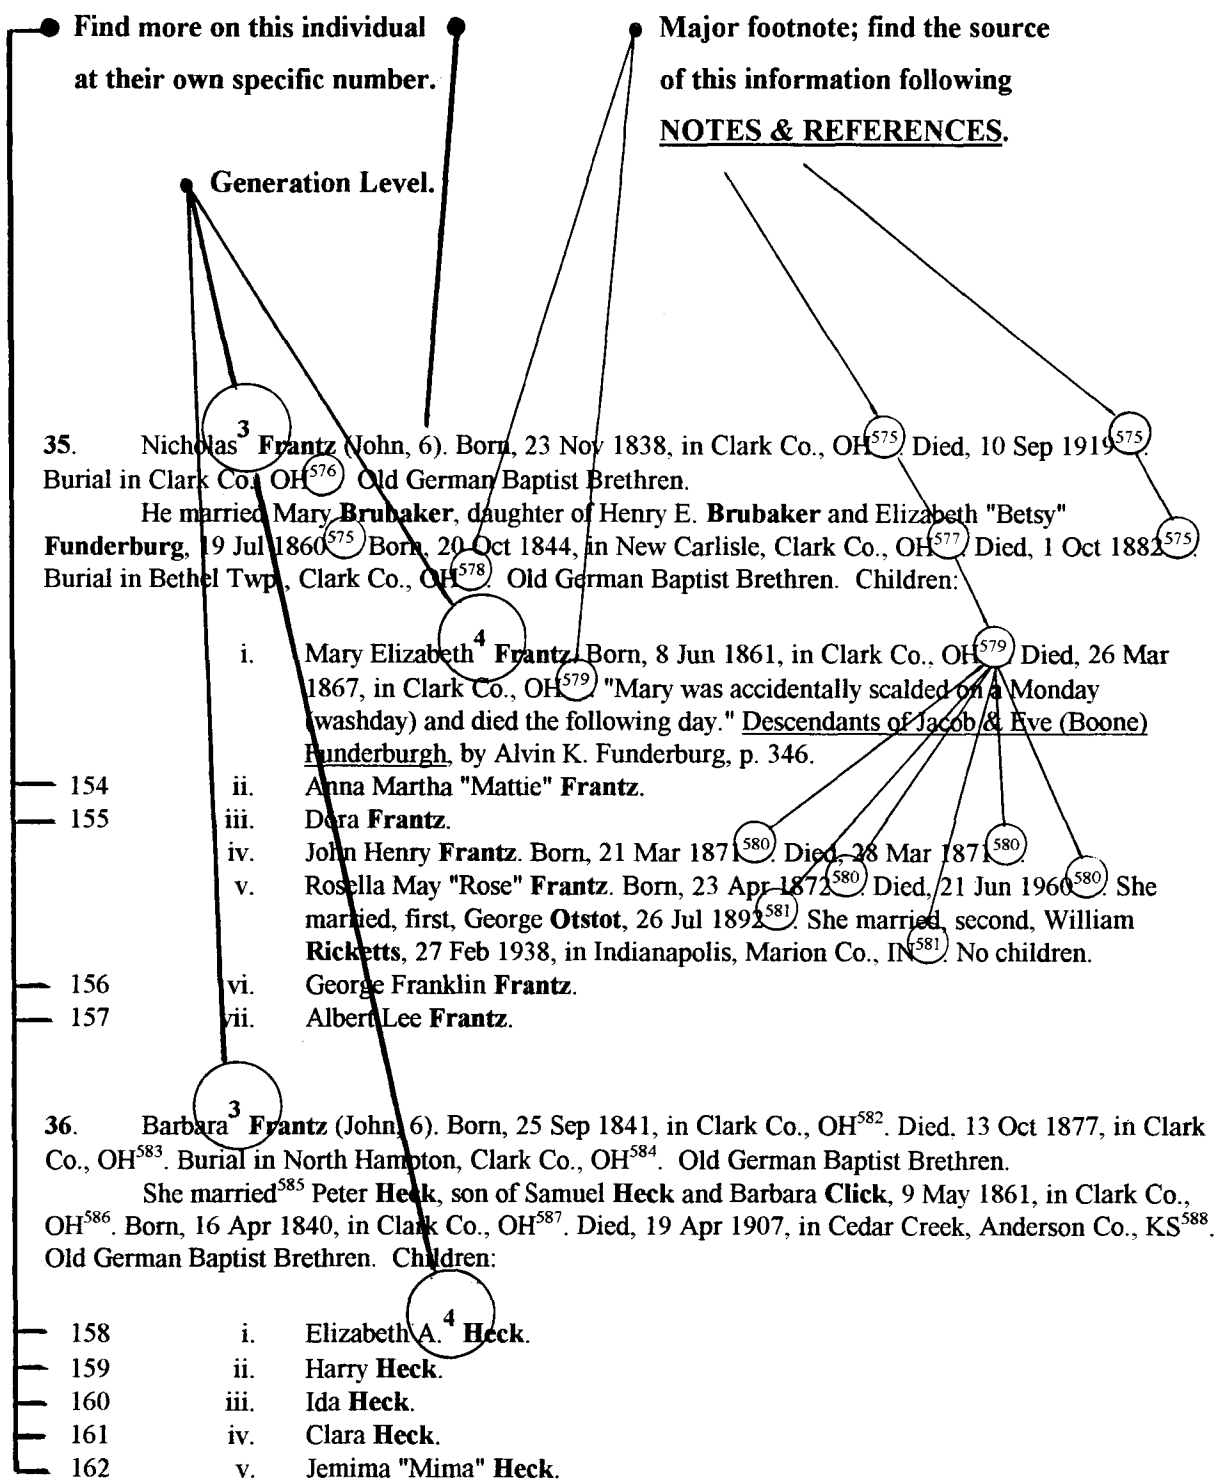 Find more on this individual
at their own specific number.
Major footnote; find the source
of this information following
NOTES & REFERENCES.
Generation Level.
35. Nicholas³ Frantz (John, 6). Born, 23 Nov 1838, in Clark Co., OH⁵⁷⁵. Died, 10 Sep 1919⁵⁷⁵.
Burial in Clark Co., OH⁵⁷⁶. Old German Baptist Brethren.
He married Mary Brubaker, daughter of Henry E. Brubaker and Elizabeth "Betsy"
Funderburg, 19 Jul 1860⁵⁷⁵. Born, 20 Oct 1844, in New Carlisle, Clark Co., OH⁵⁷⁷. Died, 1 Oct 1882⁵⁷⁵.
Burial in Bethel Twp., Clark Co., OH⁵⁷⁸. Old German Baptist Brethren. Children:
i. Mary Elizabeth⁴ Frantz. Born, 8 Jun 1861, in Clark Co., OH⁵⁷⁹. Died, 26 Mar
1867, in Clark Co., OH⁵⁷⁹. "Mary was accidentally scalded on a Monday
(washday) and died the following day." Descendants of Jacob & Eve (Boone)
Funderburgh, by Alvin K. Funderburg, p. 346.
154 ii. Anna Martha "Mattie" Frantz.
155 iii. Dora Frantz.
iv. John Henry Frantz. Born, 21 Mar 1871⁵⁸⁰. Died, 28 Mar 1871⁵⁸⁰.
v. Rosella May "Rose" Frantz. Born, 23 Apr 1872⁵⁸⁰. Died, 21 Jun 1960⁵⁸⁰. She
married, first, George Otstot, 26 Jul 1892⁵⁸¹. She married, second, William
Ricketts, 27 Feb 1938, in Indianapolis, Marion Co., IN⁵⁸¹. No children.
156 vi. George Franklin Frantz.
157 vii. Albert Lee Frantz.
36. Barbara³ Frantz (John, 6). Born, 25 Sep 1841, in Clark Co., OH⁵⁸². Died. 13 Oct 1877, in Clark
Co., OH⁵⁸³. Burial in North Hampton, Clark Co., OH⁵⁸⁴. Old German Baptist Brethren.
She married⁵⁸⁵ Peter Heck, son of Samuel Heck and Barbara Click, 9 May 1861, in Clark Co.,
OH⁵⁸⁶. Born, 16 Apr 1840, in Clark Co., OH⁵⁸⁷. Died, 19 Apr 1907, in Cedar Creek, Anderson Co., KS⁵⁸⁸.
Old German Baptist Brethren. Children:
158 i. Elizabeth A.⁴ Heck.
159 ii. Harry Heck.
160 iii. Ida Heck.
161 iv. Clara Heck.
162 v. Jemima "Mima" Heck.